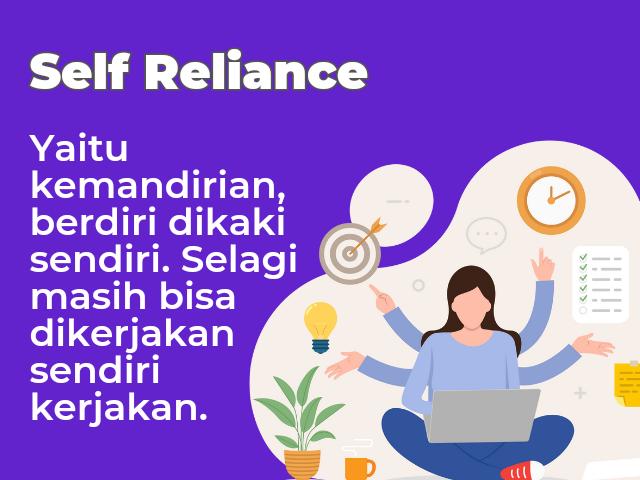 Self Reliance
Yaitu
kemandirian,
berdiri dikaki
sendiri. Selagi
masih bisa
dikerjakan
sendiri
kerjakan.